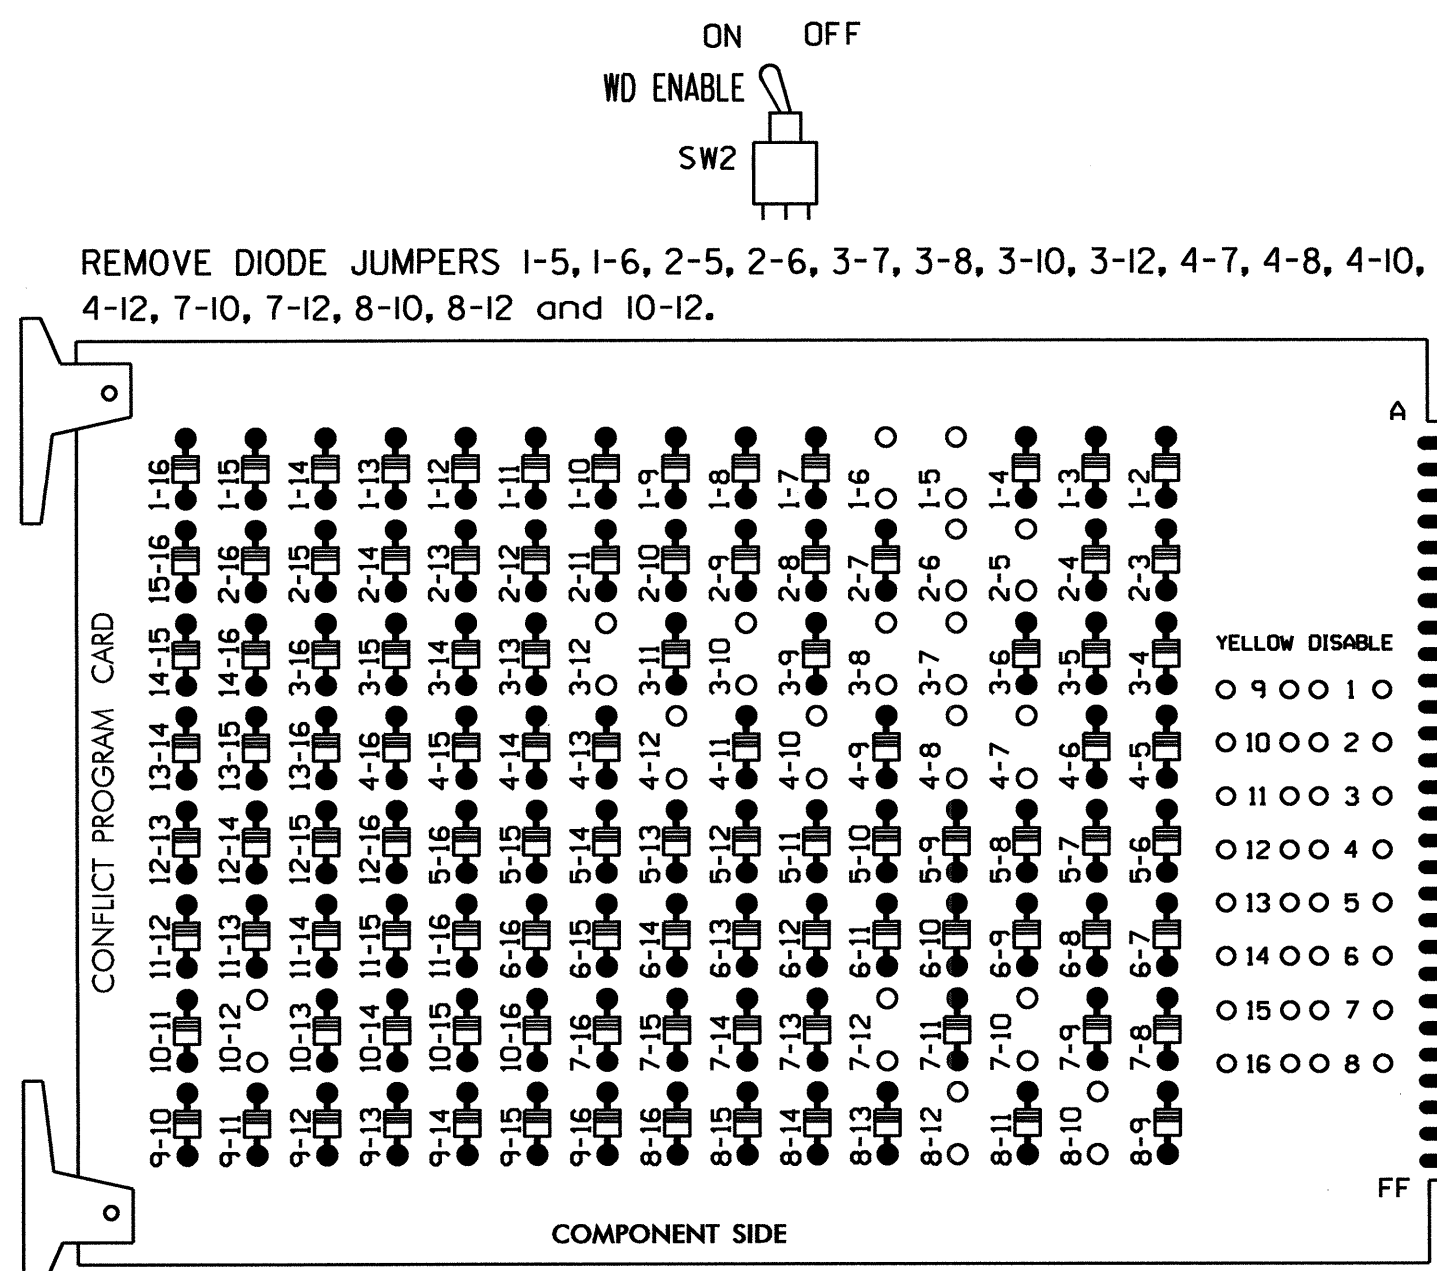 ON OFF
WD ENABLE
SW2
REMOVE DIODE JUMPERS 1-5, 1-6, 2-5, 2-6, 3-7, 3-8, 3-10, 3-12, 4-7, 4-8, 4-10,
4-12, 7-10, 7-12, 8-10, 8-12 and 10-12.
A
1-16 1-15 1-14 1-13 1-12 1-11 1-10 1-9 1-8 1-7 1-6 1-5 1-4 1-3 1-2
15-16 2-16 2-15 2-14 2-13 2-12 2-11 2-10 2-9 2-8 2-7 2-6 2-5 2-4 2-3
14-15 14-16 3-16 3-15 3-14 3-13 3-12 3-11 3-10 3-9 3-8 3-7 3-6 3-5 3-4
13-14 13-15 13-16 4-16 4-15 4-14 4-13 4-12 4-11 4-10 4-9 4-8 4-7 4-6 4-5
12-13 12-14 12-15 12-16 5-16 5-15 5-14 5-13 5-12 5-11 5-10 5-9 5-8 5-7 5-6
11-12 11-13 11-14 11-15 11-16 6-16 6-15 6-14 6-13 6-12 6-11 6-10 6-9 6-8 6-7
10-11 10-12 10-13 10-14 10-15 10-16 7-16 7-15 7-14 7-13 7-12 7-11 7-10 7-9 7-8
9-10 9-11 9-12 9-13 9-14 9-15 9-16 8-16 8-15 8-14 8-13 8-12 8-11 8-10 8-9
CONFLICT PROGRAM CARD
YELLOW DISABLE
9 1
10 2
11 3
12 4
13 5
14 6
15 7
16 8
FF
COMPONENT SIDE